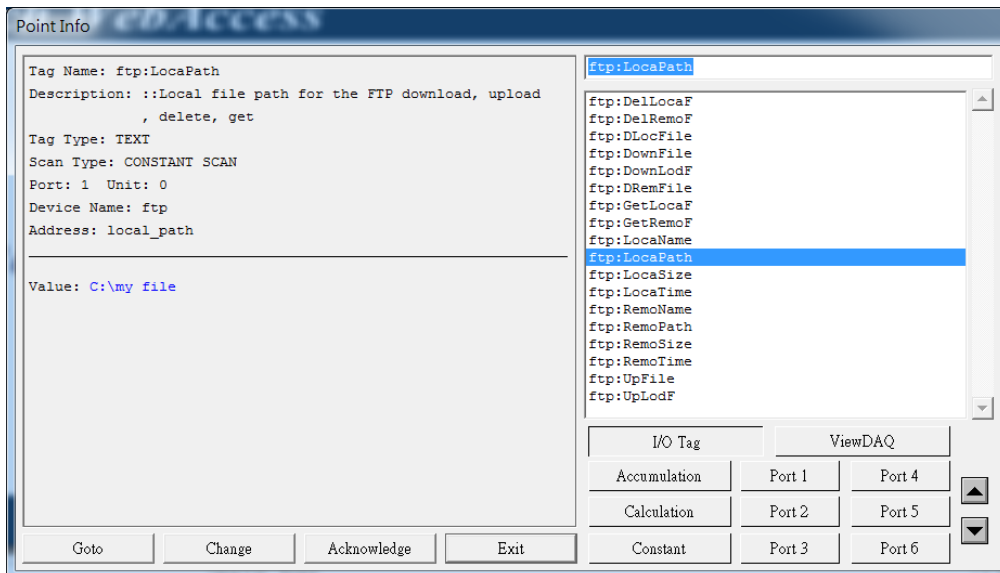 WebAccess
Point Info
Tag Name: ftp:LocaPath
Description: ::Local file path for the FTP download, upload
, delete, get
Tag Type: TEXT
Scan Type: CONSTANT SCAN
Port: 1 Unit: 0
Device Name: ftp
Address: local_path
Value: C:\my file
ftp:LocaPath
ftp:DelLocaF
ftp:DelRemoF
ftp:DLocFile
ftp:DownFile
ftp:DownLodF
ftp:DRemFile
ftp:GetLocaF
ftp:GetRemoF
ftp:LocaName
ftp:LocaPath
ftp:LocaSize
ftp:LocaTime
ftp:RemoName
ftp:RemoPath
ftp:RemoSize
ftp:RemoTime
ftp:UpFile
ftp:UpLodF
I/O Tag ViewDAQ
Accumulation Port 1 Port 4
Calculation Port 2 Port 5
Constant Port 3 Port 6
Goto Change Acknowledge Exit